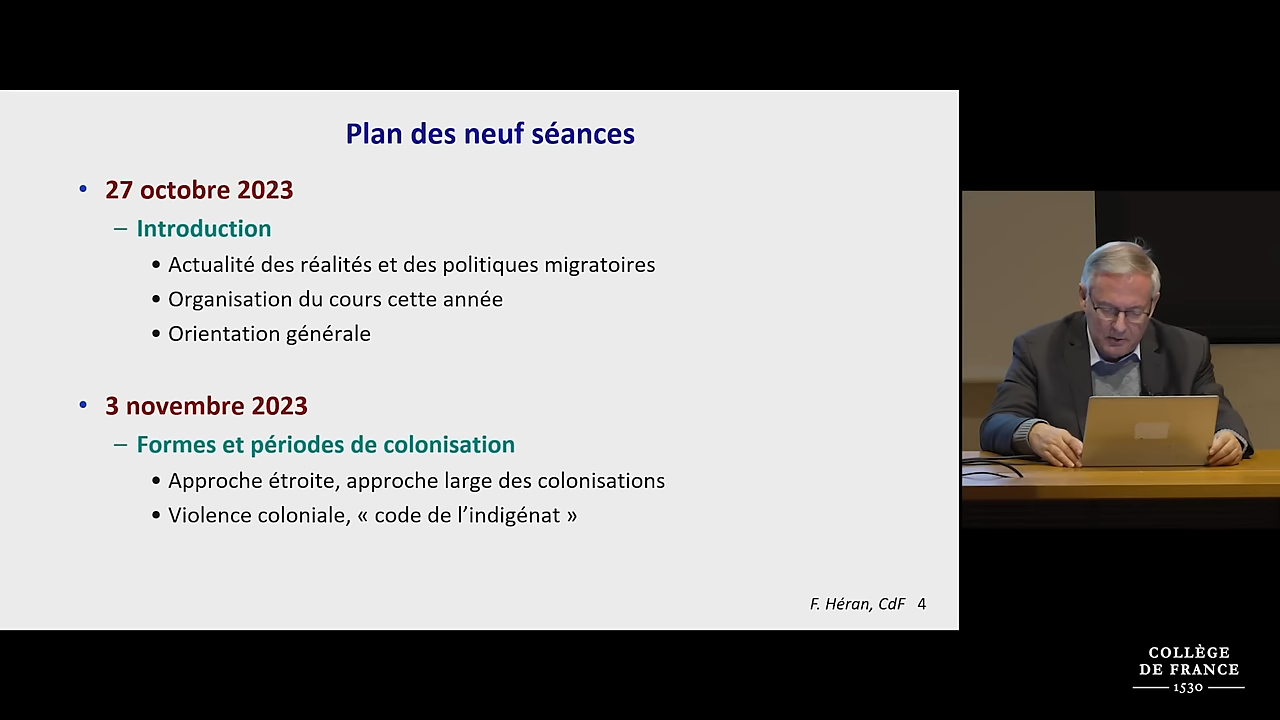 Plan des neuf séances
• 27 octobre 2023
– Introduction
• Actualité des réalités et des politiques migratoires
• Organisation du cours cette année
• Orientation générale
• 3 novembre 2023
– Formes et périodes de colonisation
• Approche étroite, approche large des colonisations
• Violence coloniale, « code de l’indigénat »
F. Héran, CdF 4
COLLÈGE
DE FRANCE
1530